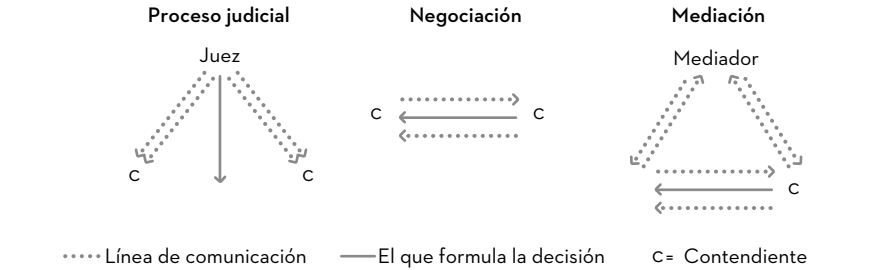 Proceso judicial
Negociación
Mediación
Juez
Mediador
C
C
C
C
C
Línea de comunicación
El que formula la decisión
C= Contendiente